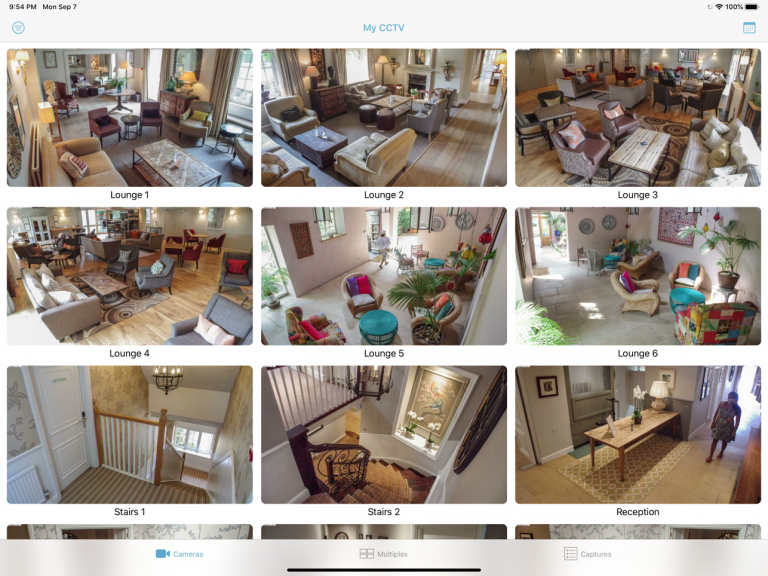 9:54 PM Mon Sep 7
100%
My CCTV
Lounge 1
Lounge 2
Lounge 3
Lounge 4
Lounge 5
Lounge 6
Stairs 1
Stairs 2
Reception
Cameras
Multiplex
Captures